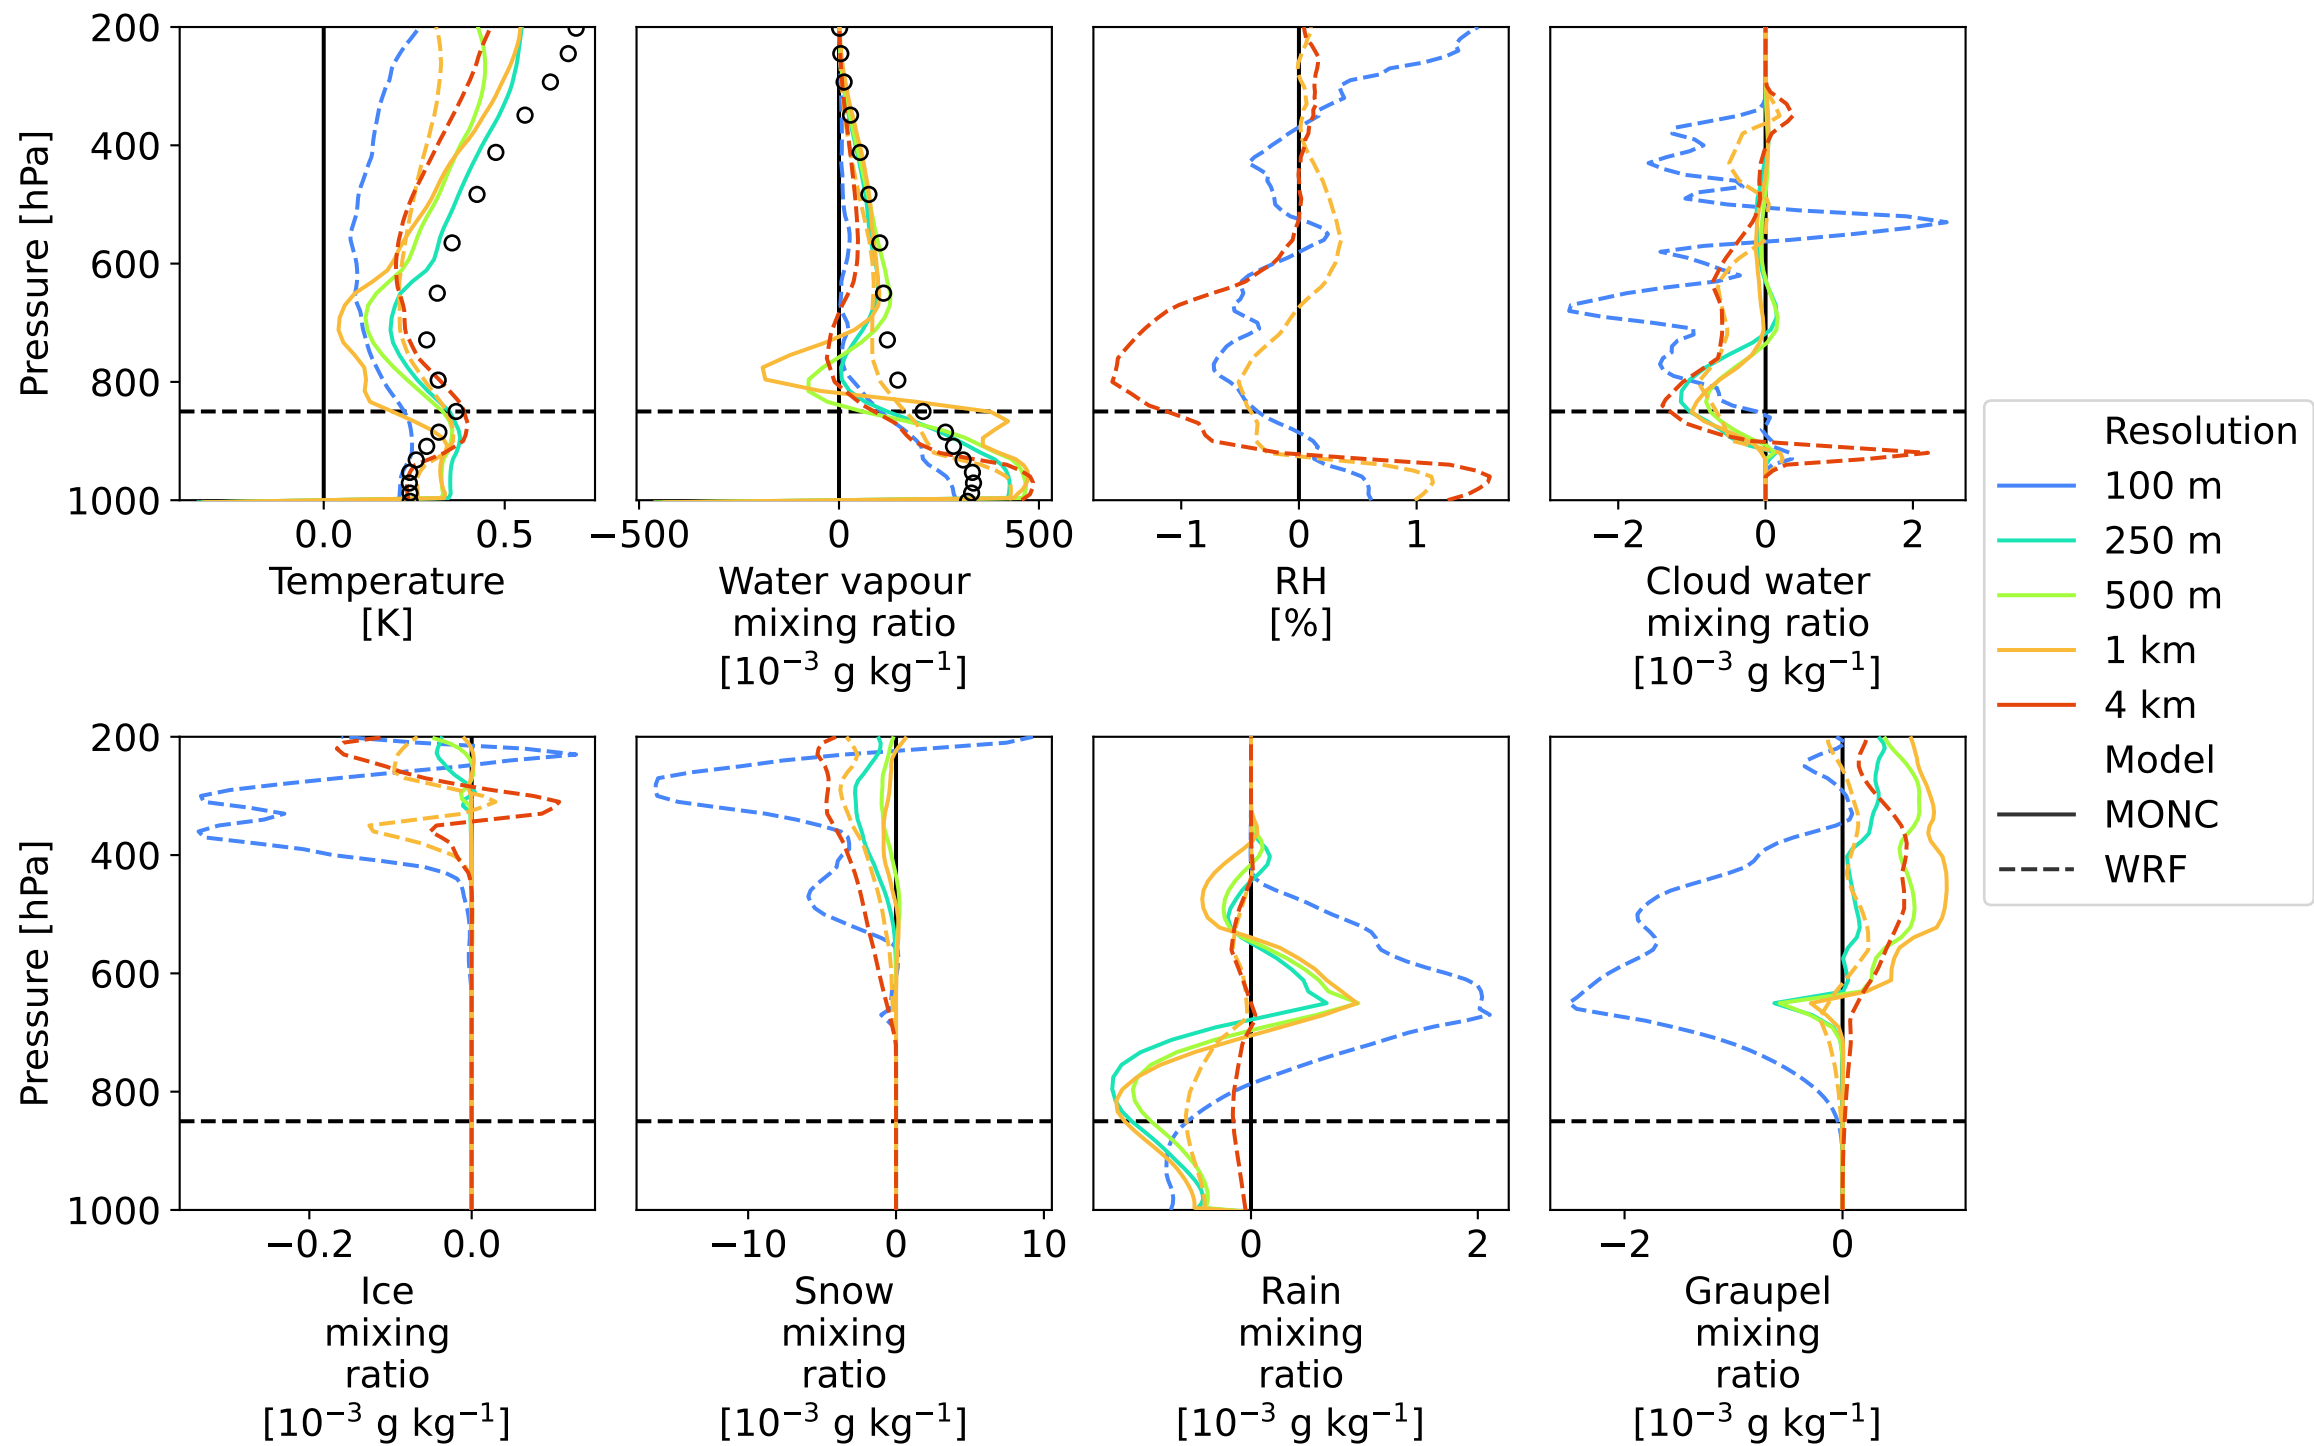 200
400
600
800
1000
Pressure [hPa]
0.0 0.5
Temperature
[K]
−500 0 500
Water vapour
mixing ratio
[10⁻³ g kg⁻¹]
−1 0 1
RH
[%]
−2 0 2
Cloud water
mixing ratio
[10⁻³ g kg⁻¹]
Resolution
100 m
250 m
500 m
1 km
4 km
Model
MONC
WRF
200
400
600
800
1000
Pressure [hPa]
−0.2 0.0
Ice
mixing
ratio
[10⁻³ g kg⁻¹]
−10 0 10
Snow
mixing
ratio
[10⁻³ g kg⁻¹]
0 2
Rain
mixing
ratio
[10⁻³ g kg⁻¹]
−2 0
Graupel
mixing
ratio
[10⁻³ g kg⁻¹]